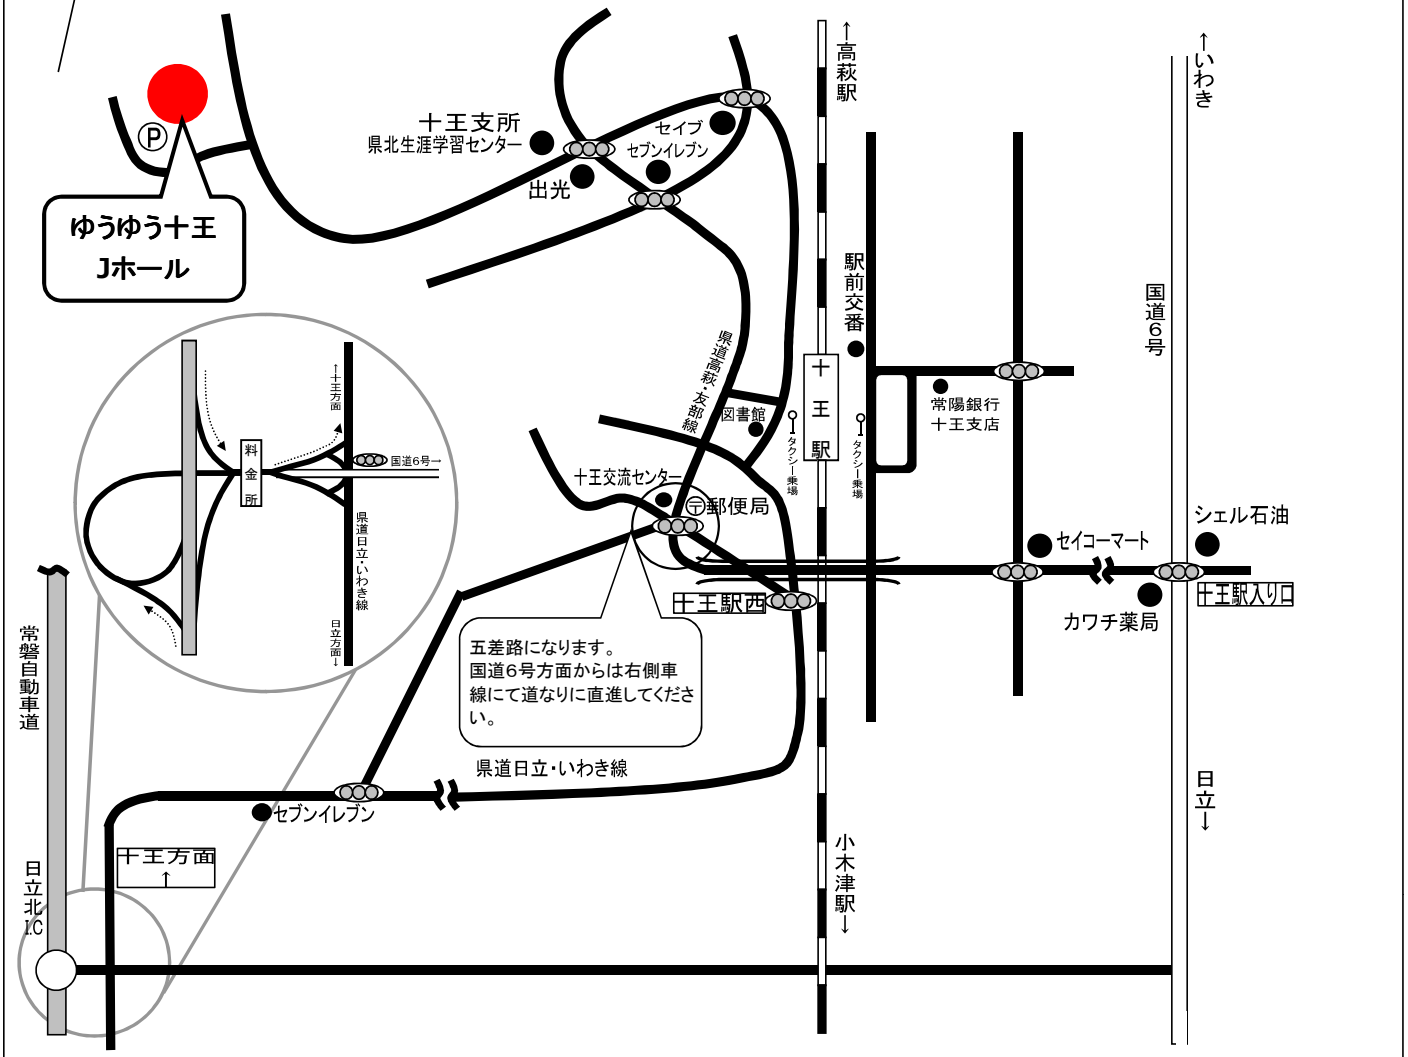 ←高萩駅
←いわき
P
十王支所
県北生涯学習センター
セイブ
セブンイレブン
出光
ゆうゆう十王
Jホール
駅前交番
国道6号
県道高萩・友部線
十王駅
図書館
常陽銀行
十王支店
タクシー乗場
タクシー乗場
←十王方面
料金所
国道6号→
県道日立・いわき線
日立方面→
十王交流センター
〒郵便局
シェル石油
セイコーマート
十王駅入り口
カワチ薬局
十王駅西
五差路になります。
国道6号方面からは右側車
線にて道なりに直進してくださ
い。
常磐自動車道
県道日立・いわき線
セブンイレブン
日立→
十王方面
↑
小木津駅→
日立北I.C